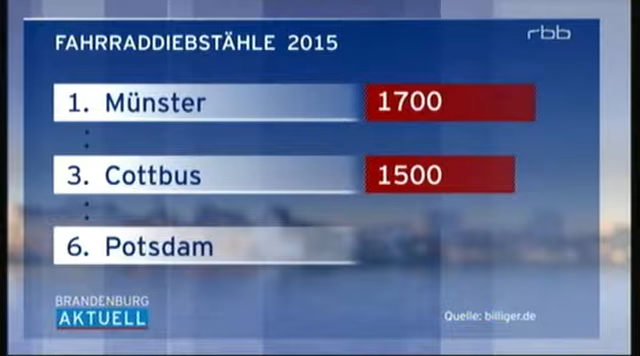 FAHRRADDIEBSTÄHLE 2015
rbb
1. Münster 1700
3. Cottbus 1500
6. Potsdam
BRANDENBURG
AKTUELL
Quelle: billiger.de